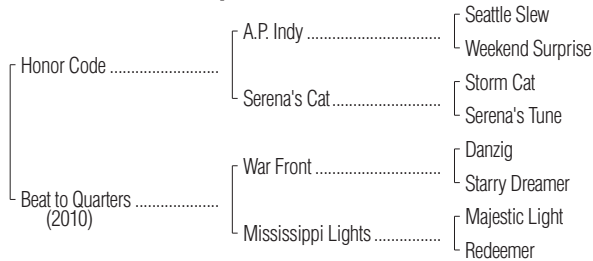 Seattle Slew
A.P. Indy ........................
Weekend Surprise
Honor Code ........................
Storm Cat
Serena's Cat ........................
Serena's Tune
Danzig
War Front ........................
Starry Dreamer
Beat to Quarters ..................
(2010)
Majestic Light
Mississippi Lights ...............
Redeemer